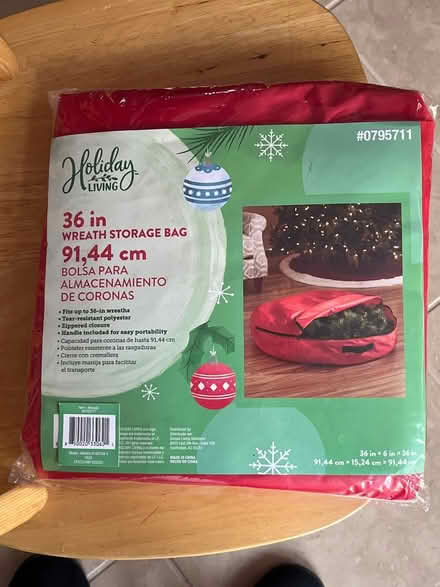 #0795711
Holiday
LIVING
36 in
WREATH STORAGE BAG
91,44 cm
BOLSA PARA
ALMACENAMIENTO
DE CORONAS
• Fits up to 36-in wreaths
• Tear-resistant polyester
• Zippered closure
• Handle included for easy portability
• Capacidad para coronas de hasta 91,44 cm
• Poliéster resistente a las rasgaduras
• Cierre con cremallera
• Incluye manija para facilitar
el transporte
MADE IN CHINA
HECHO EN CHINA
36 in • 6 in • 36 in
91,44 cm • 15,24 cm • 91,44 cm